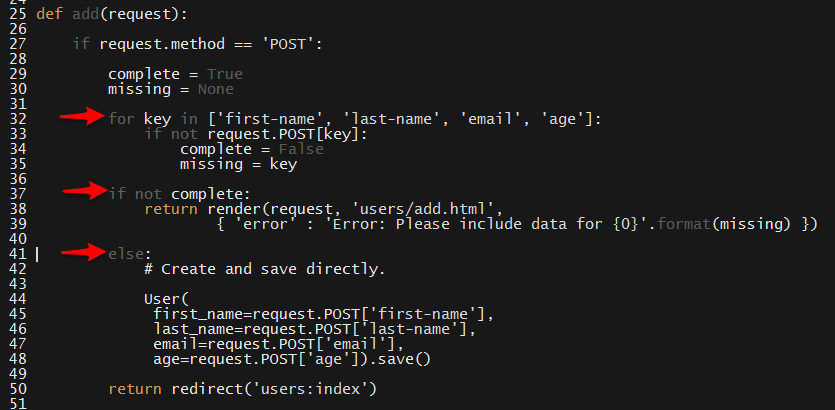 25 def add(request):
26
27     if request.method == 'POST':
28
29         complete = True
30         missing = None
31
32         for key in ['first-name', 'last-name', 'email', 'age']:
33             if not request.POST[key]:
34                 complete = False
35                 missing = key
36
37         if not complete:
38             return render(request, 'users/add.html',
39                     { 'error' : 'Error: Please include data for {0}'.format(missing) })
40
41         else:
42             # Create and save directly.
43
44             User(
45              first_name=request.POST['first-name'],
46              last_name=request.POST['last-name'],
47              email=request.POST['email'],
48              age=request.POST['age']).save()
49
50         return redirect('users:index')
51